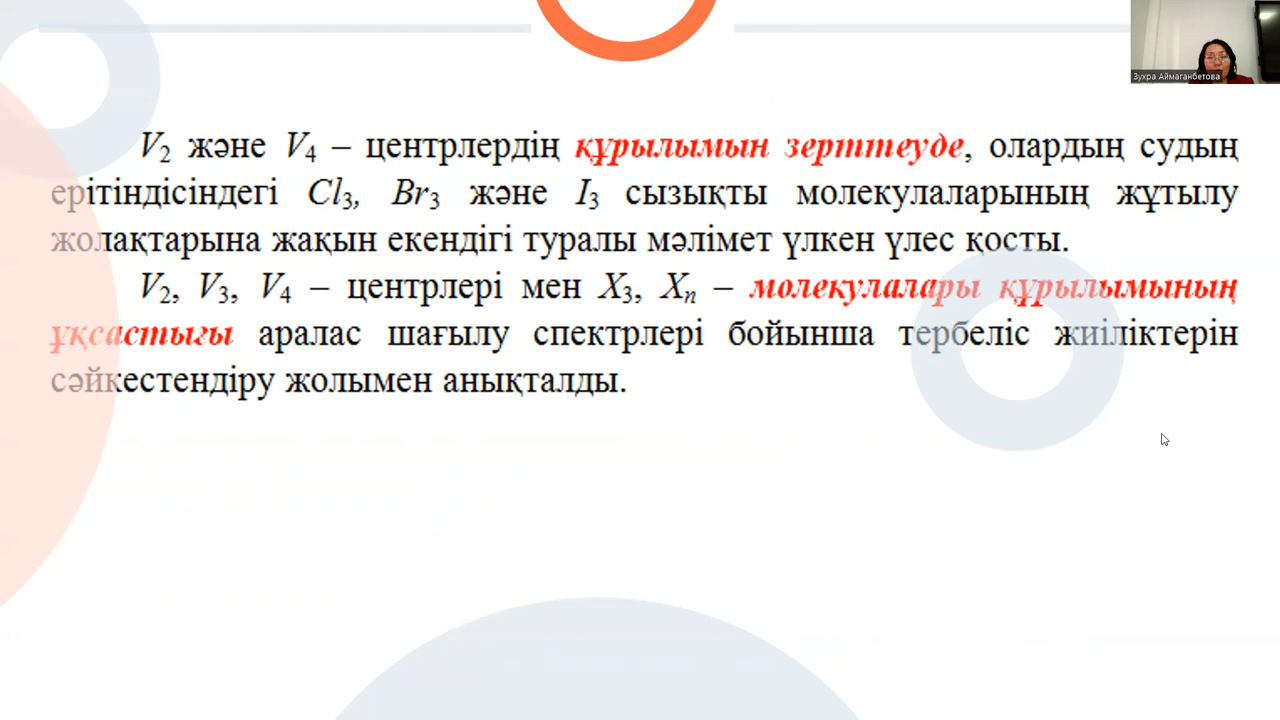 Зухра Аймаганбетова
V₂ және V₄ – центрлердің құрылымын зерттеуде, олардың судың
ерітіндісіндегі Cl₃, Br₃ және I₃ сызықты молекулаларының жұтылу
жолақтарына жақын екендігі туралы мәлімет үлкен үлес қосты.
V₂, V₃, V₄ – центрлері мен X₃, Xₙ – молекулалары құрылымының
ұқсастығы аралас шағылу спектрлері бойынша тербеліс жиіліктерін
сәйкестендіру жолымен анықталды.